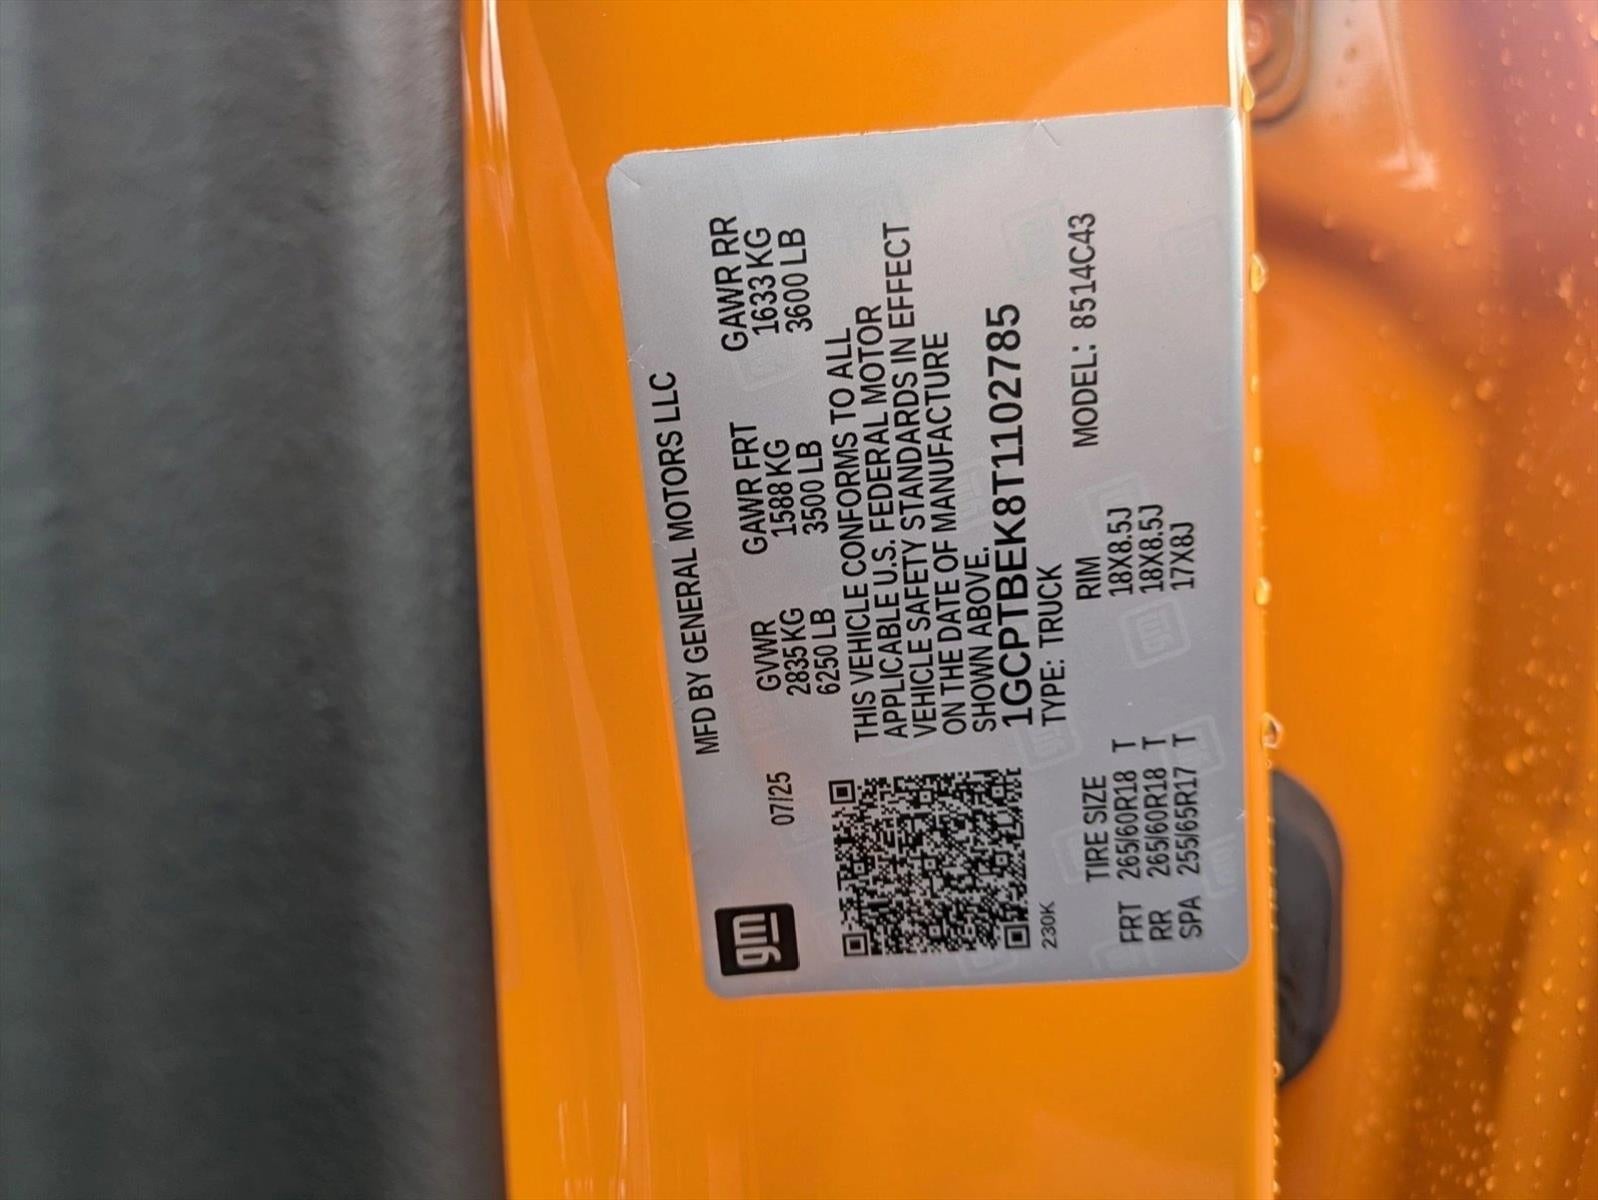 gm
MFD BY GENERAL MOTORS LLC
07/25
GVWR GAWR FRT GAWR RR
2835 KG 1588 KG 1633 KG
6250 LB 3500 LB 3600 LB
THIS VEHICLE CONFORMS TO ALL
APPLICABLE U.S. FEDERAL MOTOR
VEHICLE SAFETY STANDARDS IN EFFECT
ON THE DATE OF MANUFACTURE
SHOWN ABOVE.
1GCPTBEK8T1102785
230K
TYPE: TRUCK
MODEL: 8514C43
TIRE SIZE RIM
FRT 265/60R18 T 18X8.5J
RR 265/60R18 T 18X8.5J
SPA 255/65R17 T 17X8J